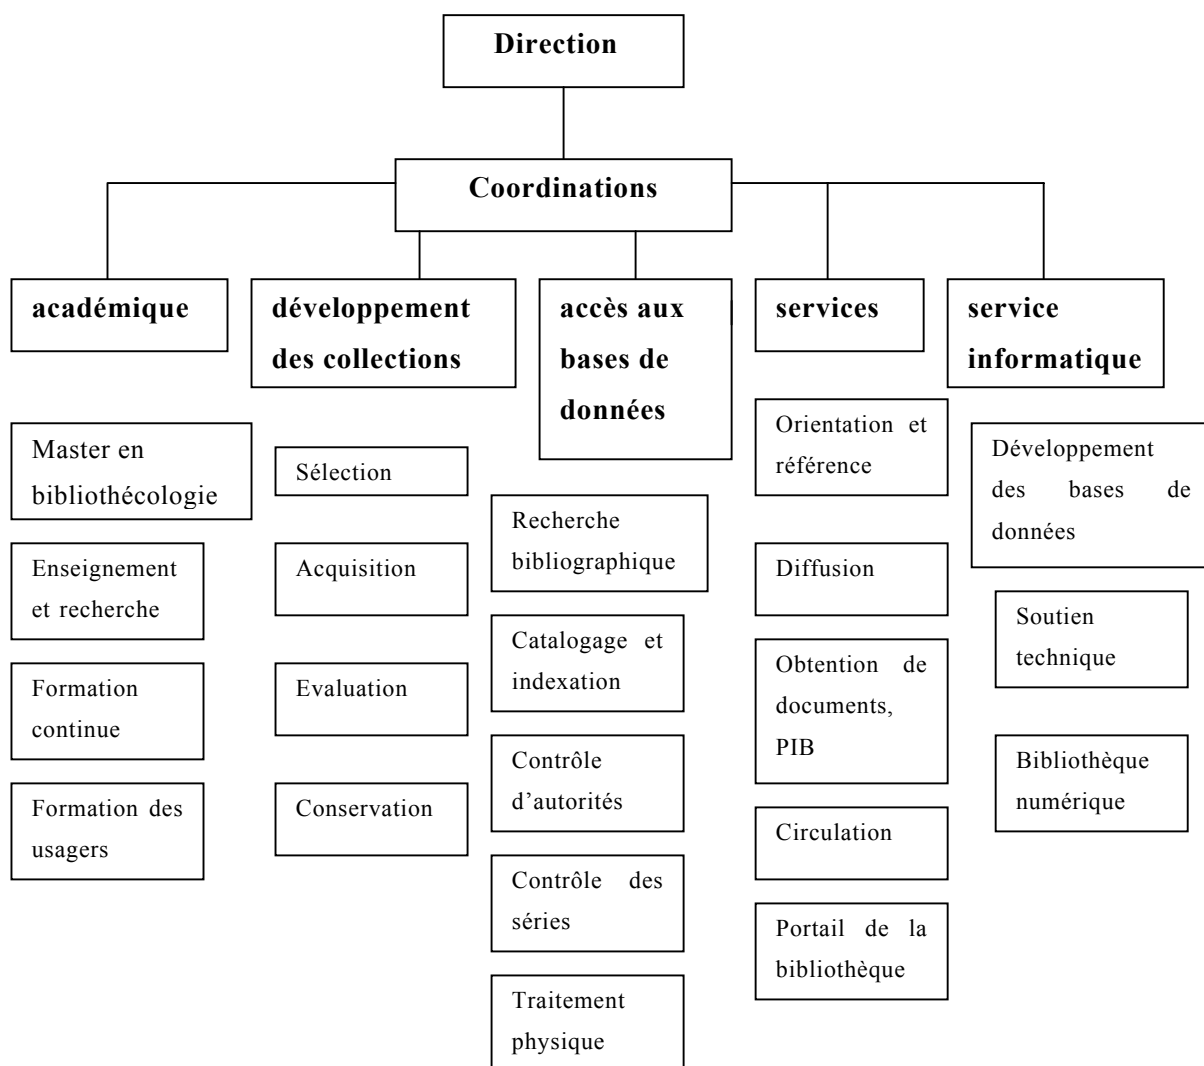 Direction
Coordinations
académique
développement
des collections
accès aux
bases de
données
services
service
informatique
Master en
bibliothécologie
Enseignement
et recherche
Formation
continue
Formation des
usagers
Sélection
Acquisition
Evaluation
Conservation
Recherche
bibliographique
Catalogage et
indexation
Contrôle
d’autorités
Contrôle des
séries
Traitement
physique
Orientation et
référence
Diffusion
Obtention de
documents,
PIB
Circulation
Portail de la
bibliothèque
Développement
des bases de
données
Soutien
technique
Bibliothèque
numérique